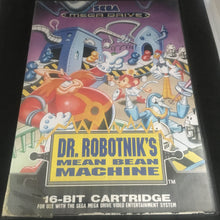 SEGA
MEGA DRIVE
DR. ROBOTNIK'S
MEAN BEAN
MACHINE
™
16-BIT CARTRIDGE
FOR USE WITH THE SEGA MEGA DRIVE VIDEO ENTERTAINMENT SYSTEM